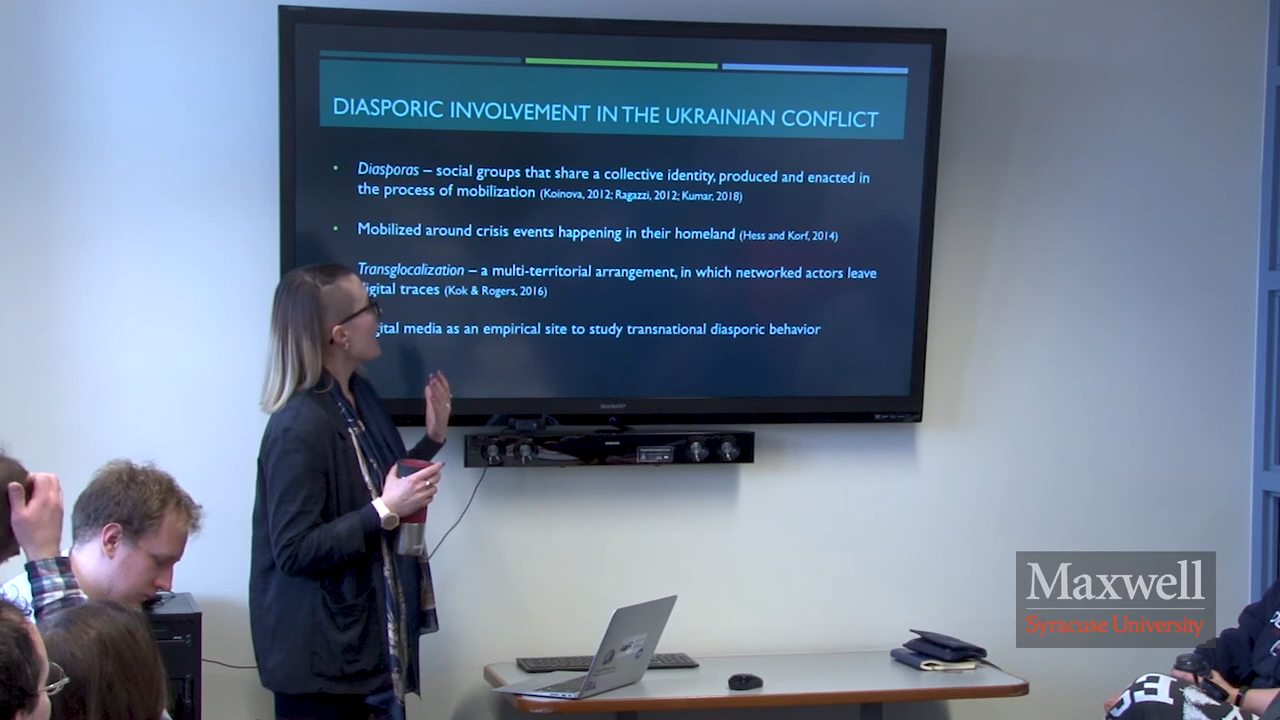 DIASPORIC INVOLVEMENT IN THE UKRAINIAN CONFLICT
Diasporas – social groups that share a collective identity, produced and enacted in
the process of mobilization (Koinova, 2012; Ragazzi, 2012; Kumar, 2018)
Mobilized around crisis events happening in their homeland (Hess and Korf, 2014)
Transglocalization – a multi-territorial arrangement, in which networked actors leave
digital traces (Kok & Rogers, 2016)
Digital media as an empirical site to study transnational diasporic behavior
SHARP
SAMSUNG
Maxwell
Syracuse University